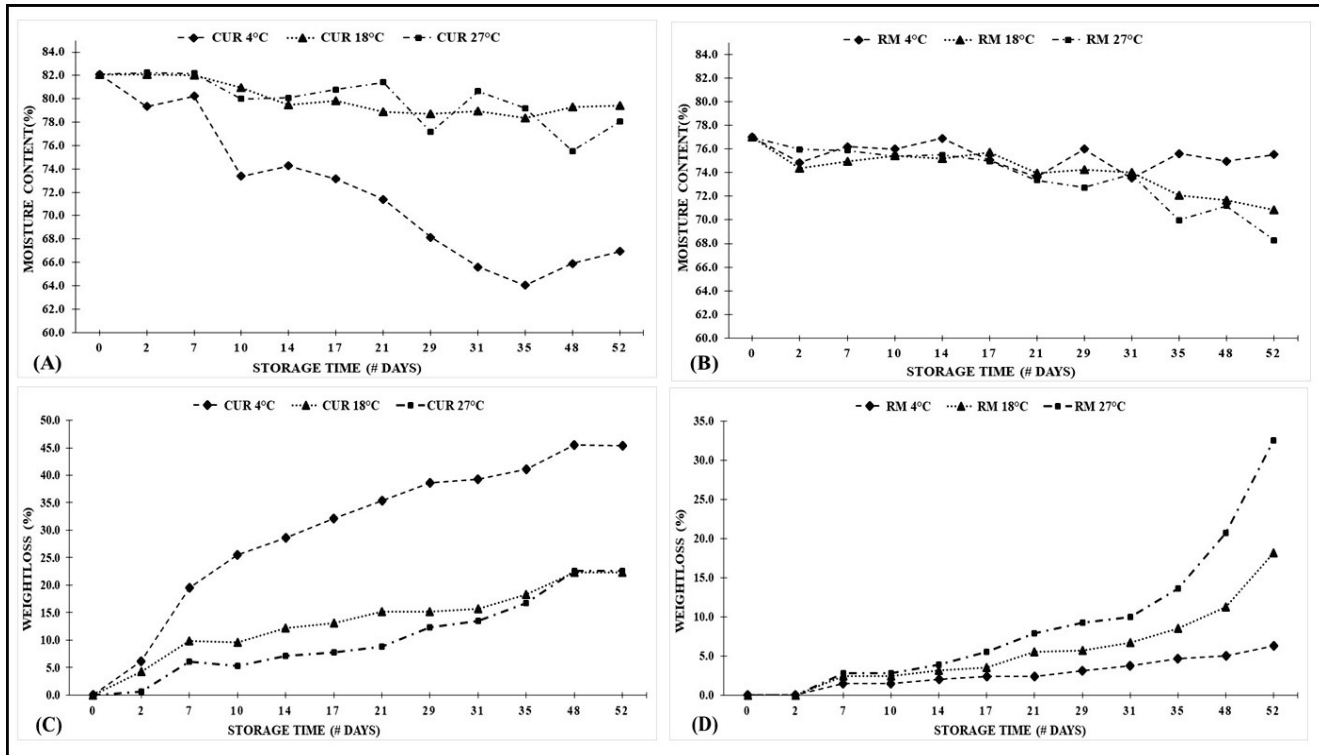 CUR 4°C CUR 18°C CUR 27°C
84.0
82.0
80.0
78.0
76.0
74.0
72.0
70.0
68.0
66.0
64.0
62.0
60.0
MOISTURE CONTENT(%)
0 2 7 10 14 17 21 29 31 35 48 52
(A) STORAGE TIME (# DAYS)
RM 4°C RM 18°C RM 27°C
84.0
82.0
80.0
78.0
76.0
74.0
72.0
70.0
68.0
66.0
64.0
62.0
60.0
MOISTURE CONTENT(%)
0 2 7 10 14 17 21 29 31 35 48 52
(B) STORAGE TIME (# DAYS)
CUR 4°C CUR 18°C CUR 27°C
50.0
45.0
40.0
35.0
30.0
25.0
20.0
15.0
10.0
5.0
0.0
WEIGHTLOSS (%)
0 2 7 10 14 17 21 29 31 35 48 52
(C) STORAGE TIME (# DAYS)
RM 4°C RM 18°C RM 27°C
35.0
30.0
25.0
20.0
15.0
10.0
5.0
0.0
WEIGHTLOSS (%)
0 2 7 10 14 17 21 29 31 35 48 52
(D) STORAGE TIME (# DAYS)